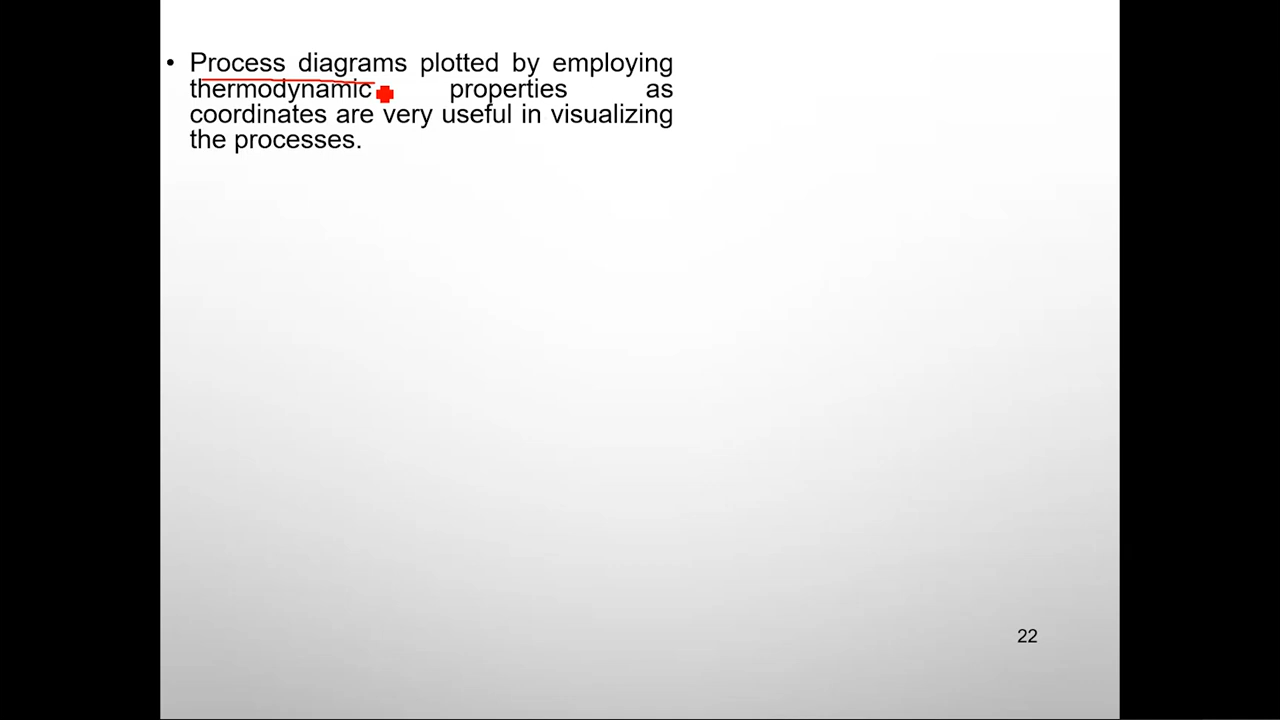 • Process diagrams plotted by employing
thermodynamic properties as
coordinates are very useful in visualizing
the processes.
22